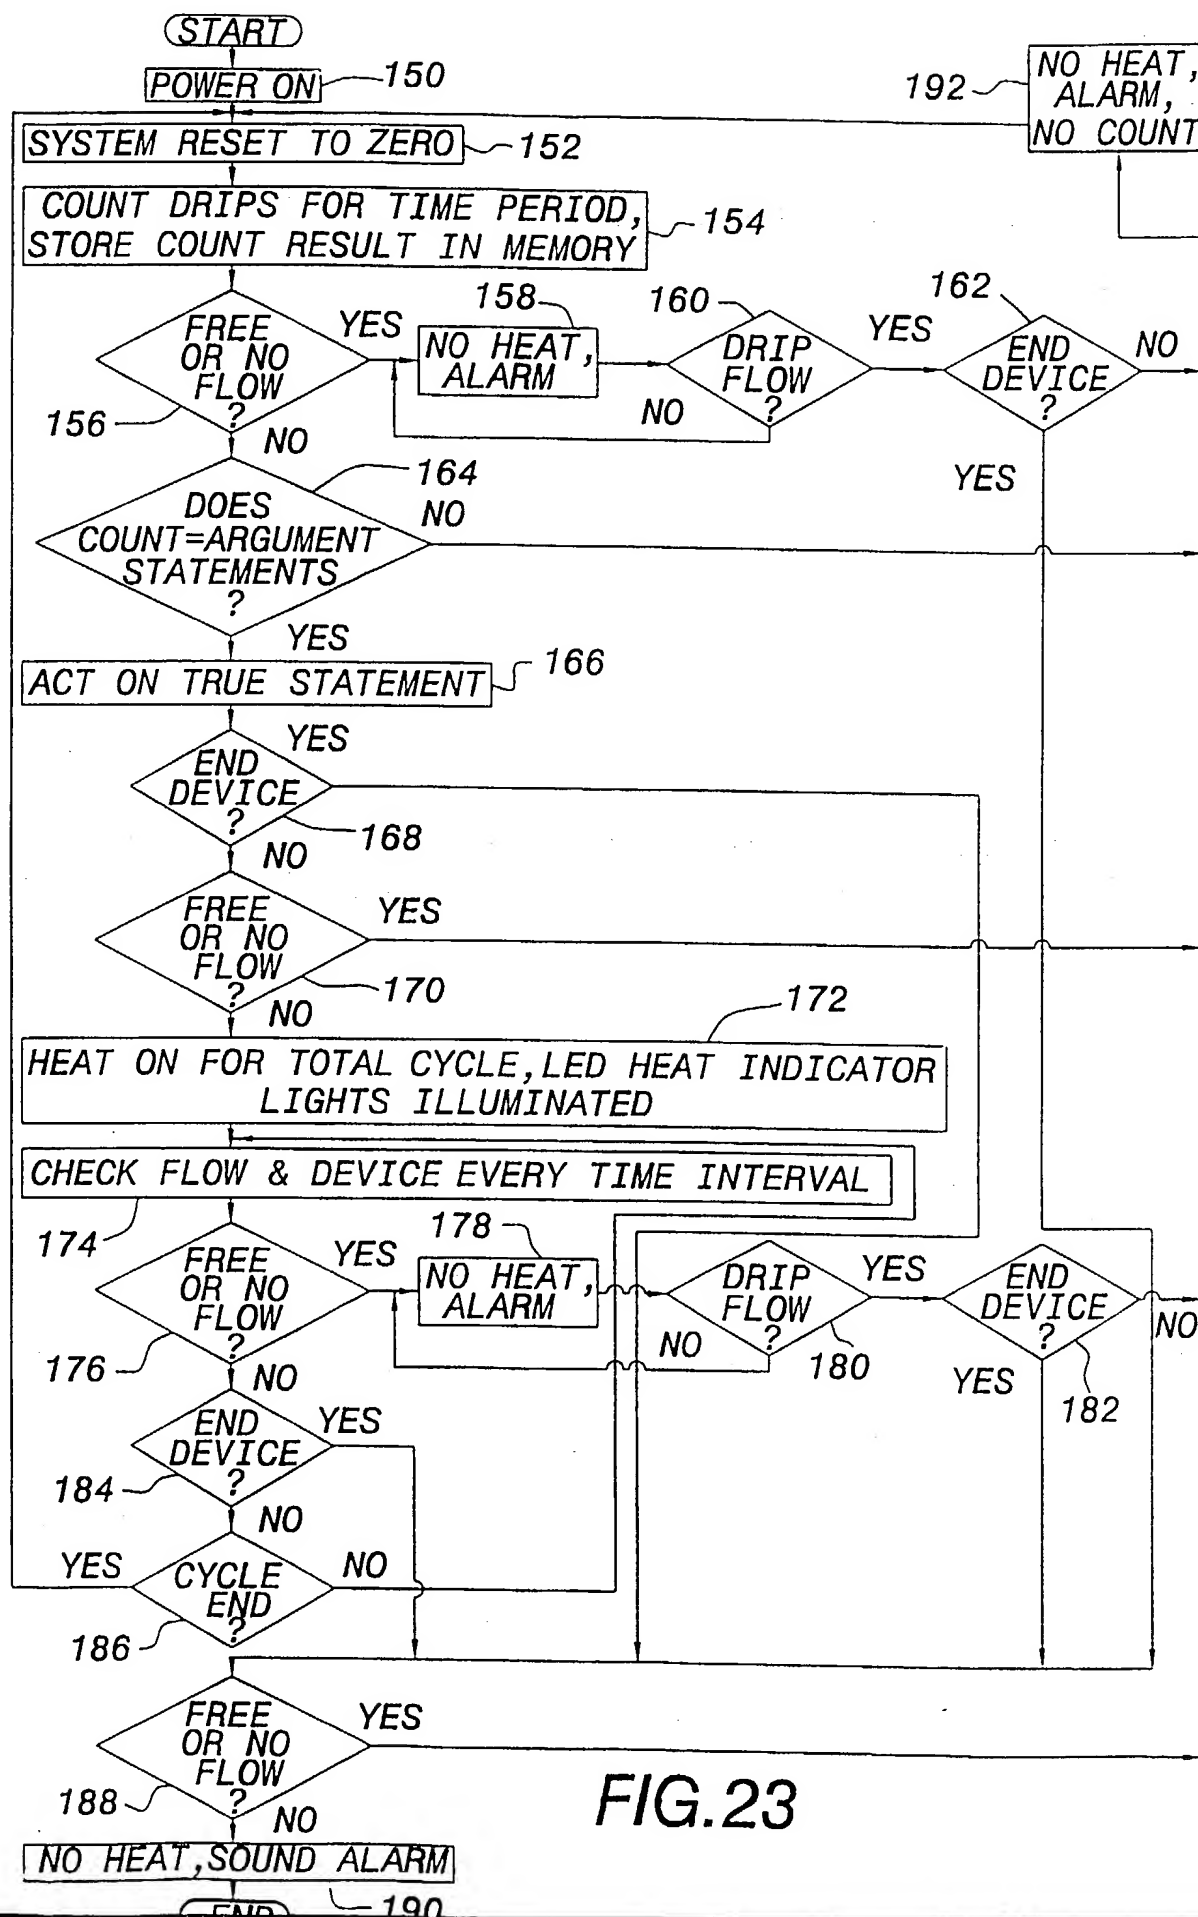 START
POWER ON
150
192
NO HEAT,
ALARM,
NO COUNT
SYSTEM RESET TO ZERO
152
COUNT DRIPS FOR TIME PERIOD,
STORE COUNT RESULT IN MEMORY
154
FREE
OR NO
FLOW
?
156
YES
NO
158
NO HEAT,
ALARM
160
DRIP
FLOW
?
YES
NO
162
END
DEVICE
?
NO
YES
164
DOES
COUNT=ARGUMENT
STATEMENTS
?
NO
YES
ACT ON TRUE STATEMENT
166
END
DEVICE
?
YES
168
NO
FREE
OR NO
FLOW
?
YES
170
NO
172
HEAT ON FOR TOTAL CYCLE, LED HEAT INDICATOR
LIGHTS ILLUMINATED
CHECK FLOW & DEVICE EVERY TIME INTERVAL
174
FREE
OR NO
FLOW
?
YES
176
NO
178
NO HEAT,
ALARM
DRIP
FLOW
?
YES
NO
180
END
DEVICE
?
NO
YES
182
END
DEVICE
?
YES
184
NO
CYCLE
END
?
YES
NO
186
FREE
OR NO
FLOW
?
YES
188
NO
FIG.23
NO HEAT, SOUND ALARM
190
END